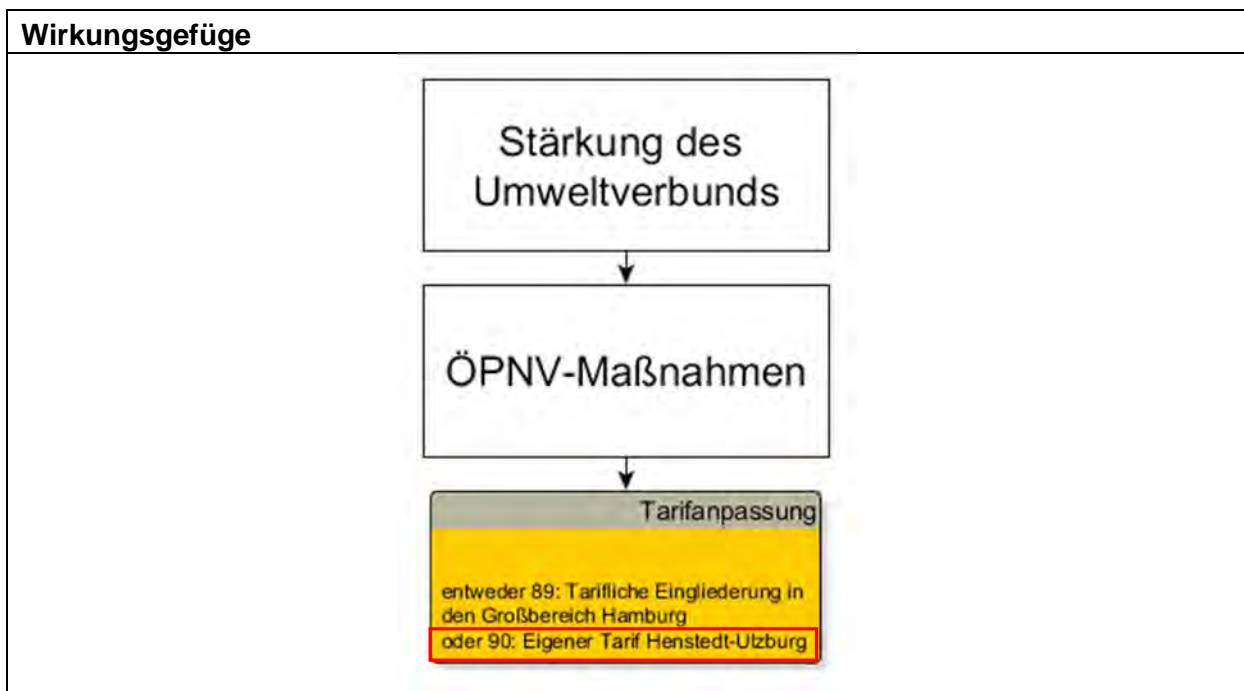 Wirkungsgefüge
Stärkung des
Umweltverbunds
ÖPNV-Maßnahmen
Tarifanpassung
entweder 89: Tarifliche Eingliederung in
den Großbereich Hamburg
oder 90: Eigener Tarif Henstedt-Ulzburg